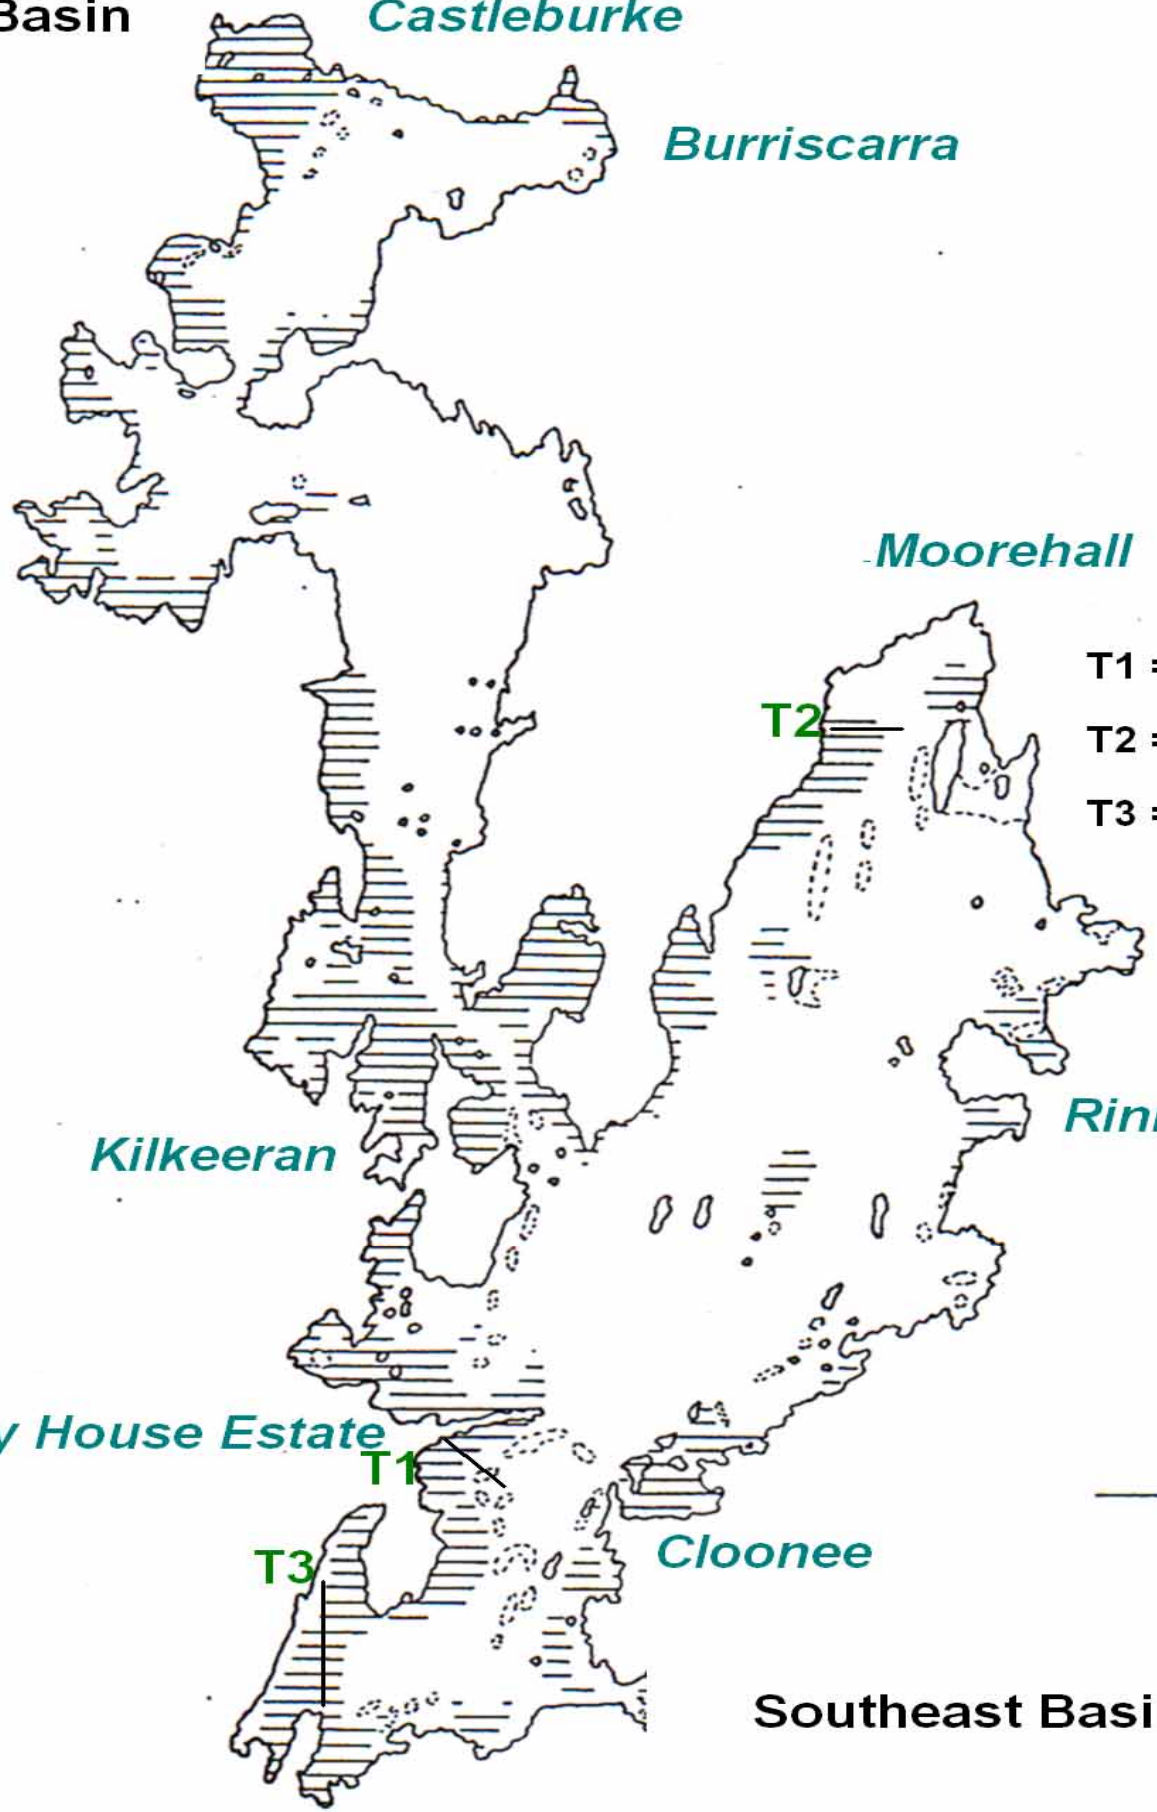 Basin
Castleburke
Burriscarra
Moorehall
T1 =
T2
T2 =
T3 =
Kilkeeran
y House Estate
T1
T3
Cloonee
Southeast Basi